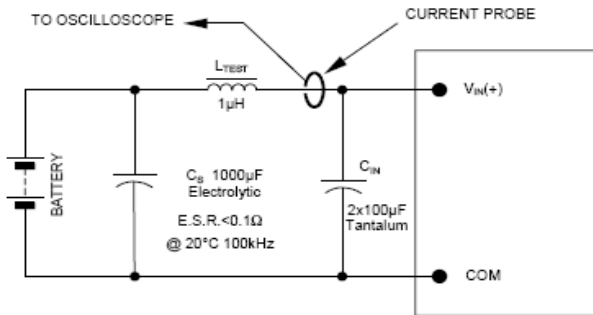 TO OSCILLOSCOPE
CURRENT PROBE
LTEST
1μH
VIN(+)
BATTERY
CS 1000μF
Electrolytic
E.S.R.<0.1Ω
@ 20°C 100kHz
CIN
2x100μF
Tantalum
COM